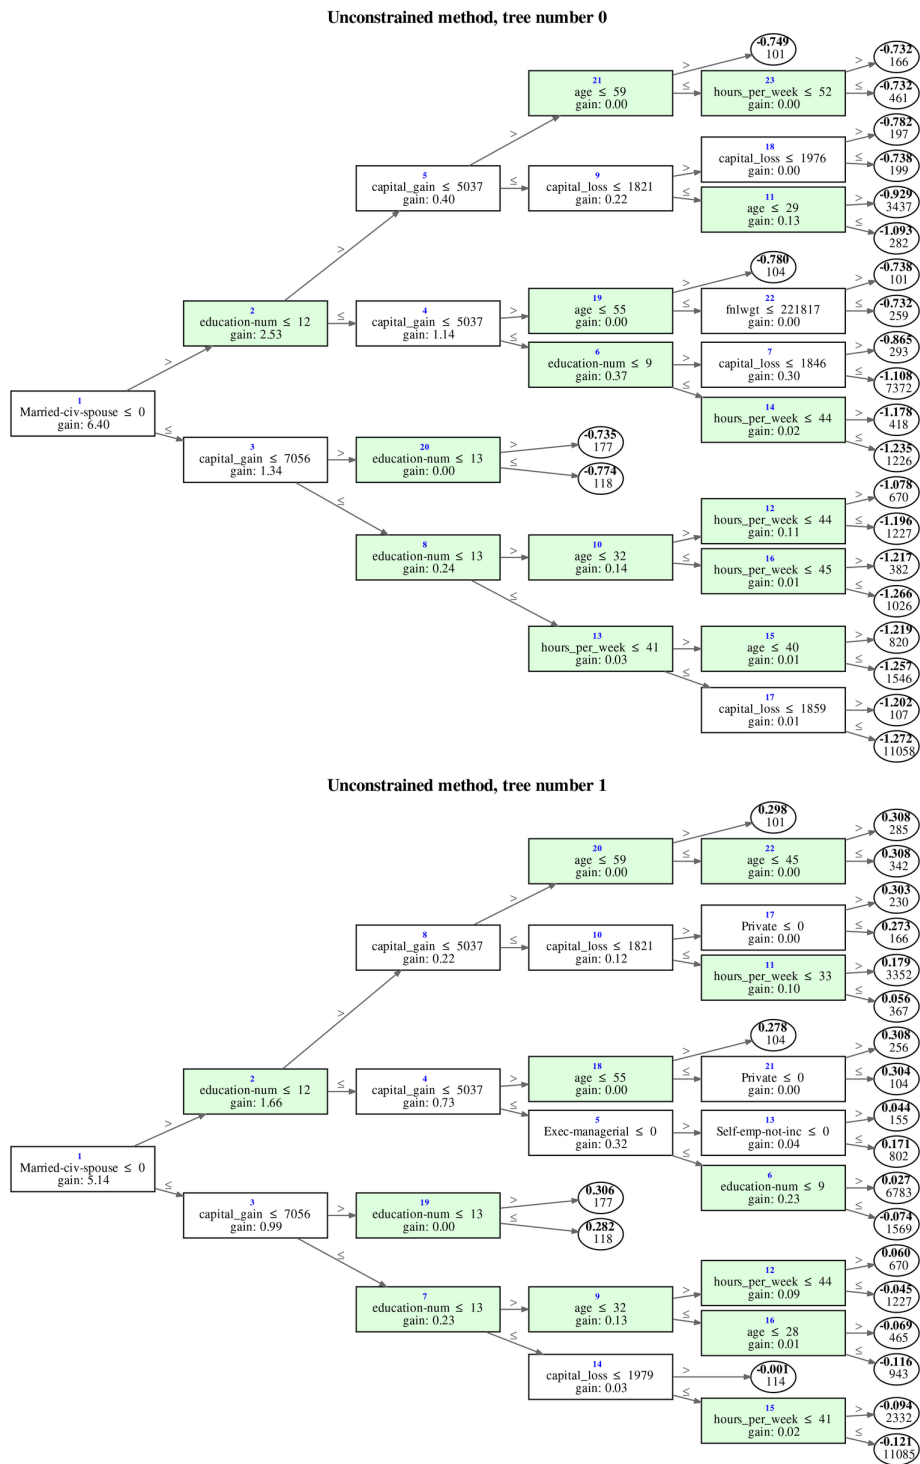 Unconstrained method, tree number 0
1
Married-civ-spouse ≤ 0
gain: 6.40
>
≤
2
education-num ≤ 12
gain: 2.53
>
≤
3
capital_gain ≤ 7056
gain: 1.34
>
≤
5
capital_gain ≤ 5037
gain: 0.40
>
≤
4
capital_gain ≤ 5037
gain: 1.14
>
≤
20
education-num ≤ 13
gain: 0.00
>
≤
8
education-num ≤ 13
gain: 0.24
>
≤
21
age ≤ 59
gain: 0.00
>
≤
9
capital_loss ≤ 1821
gain: 0.22
>
≤
19
age ≤ 55
gain: 0.00
>
≤
6
education-num ≤ 9
gain: 0.37
>
≤
-0.735
177
-0.774
118
10
age ≤ 32
gain: 0.14
>
≤
13
hours_per_week ≤ 41
gain: 0.03
>
≤
-0.749
101
23
hours_per_week ≤ 52
gain: 0.00
>
≤
18
capital_loss ≤ 1976
gain: 0.00
>
≤
11
age ≤ 29
gain: 0.13
>
≤
-0.780
104
22
fnlwgt ≤ 221817
gain: 0.00
>
≤
7
capital_loss ≤ 1846
gain: 0.30
>
≤
14
hours_per_week ≤ 44
gain: 0.02
>
≤
12
hours_per_week ≤ 44
gain: 0.11
>
≤
16
hours_per_week ≤ 45
gain: 0.01
>
≤
15
age ≤ 40
gain: 0.01
>
≤
17
capital_loss ≤ 1859
gain: 0.01
>
≤
-0.732
166
-0.732
461
-0.782
197
-0.738
199
-0.929
3437
-1.093
282
-0.738
101
-0.732
259
-0.865
293
-1.108
7372
-1.178
418
-1.235
1226
-1.078
670
-1.196
1227
-1.217
382
-1.266
1026
-1.219
820
-1.257
1546
-1.202
107
-1.272
11058
Unconstrained method, tree number 1
1
Married-civ-spouse ≤ 0
gain: 5.14
>
≤
2
education-num ≤ 12
gain: 1.66
>
≤
3
capital_gain ≤ 7056
gain: 0.99
>
≤
8
capital_gain ≤ 5037
gain: 0.22
>
≤
4
capital_gain ≤ 5037
gain: 0.73
>
≤
19
education-num ≤ 13
gain: 0.00
>
≤
7
education-num ≤ 13
gain: 0.23
>
≤
20
age ≤ 59
gain: 0.00
>
≤
10
capital_loss ≤ 1821
gain: 0.12
>
≤
18
age ≤ 55
gain: 0.00
>
≤
5
Exec-managerial ≤ 0
gain: 0.32
>
≤
0.306
177
0.282
118
9
age ≤ 32
gain: 0.13
>
≤
14
capital_loss ≤ 1979
gain: 0.03
>
≤
0.298
101
22
age ≤ 45
gain: 0.00
>
≤
17
Private ≤ 0
gain: 0.00
>
≤
11
hours_per_week ≤ 33
gain: 0.10
>
≤
0.278
104
21
Private ≤ 0
gain: 0.00
>
≤
13
Self-emp-not-inc ≤ 0
gain: 0.04
>
≤
6
education-num ≤ 9
gain: 0.23
>
≤
12
hours_per_week ≤ 44
gain: 0.09
>
≤
16
age ≤ 28
gain: 0.01
>
≤
-0.001
114
15
hours_per_week ≤ 41
gain: 0.02
>
≤
0.308
285
0.308
342
0.303
230
0.273
166
0.179
3352
0.056
367
0.308
256
0.304
104
0.044
155
0.171
802
0.027
6783
-0.074
1569
0.060
670
-0.045
1227
-0.069
465
-0.116
943
-0.094
2332
-0.121
11085